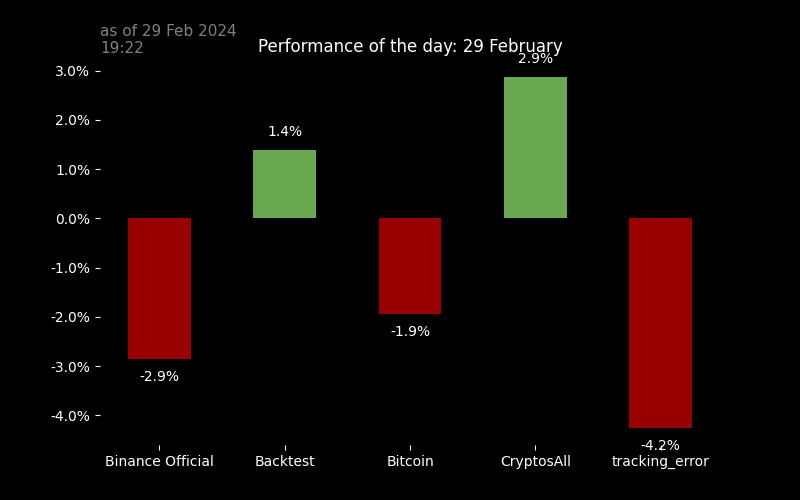 as of 29 Feb 2024
19:22
Performance of the day: 29 February
3.0%
2.0%
1.0%
0.0%
-1.0%
-2.0%
-3.0%
-4.0%
-2.9%
1.4%
-1.9%
2.9%
-4.2%
Binance Official
Backtest
Bitcoin
CryptosAll
tracking_error